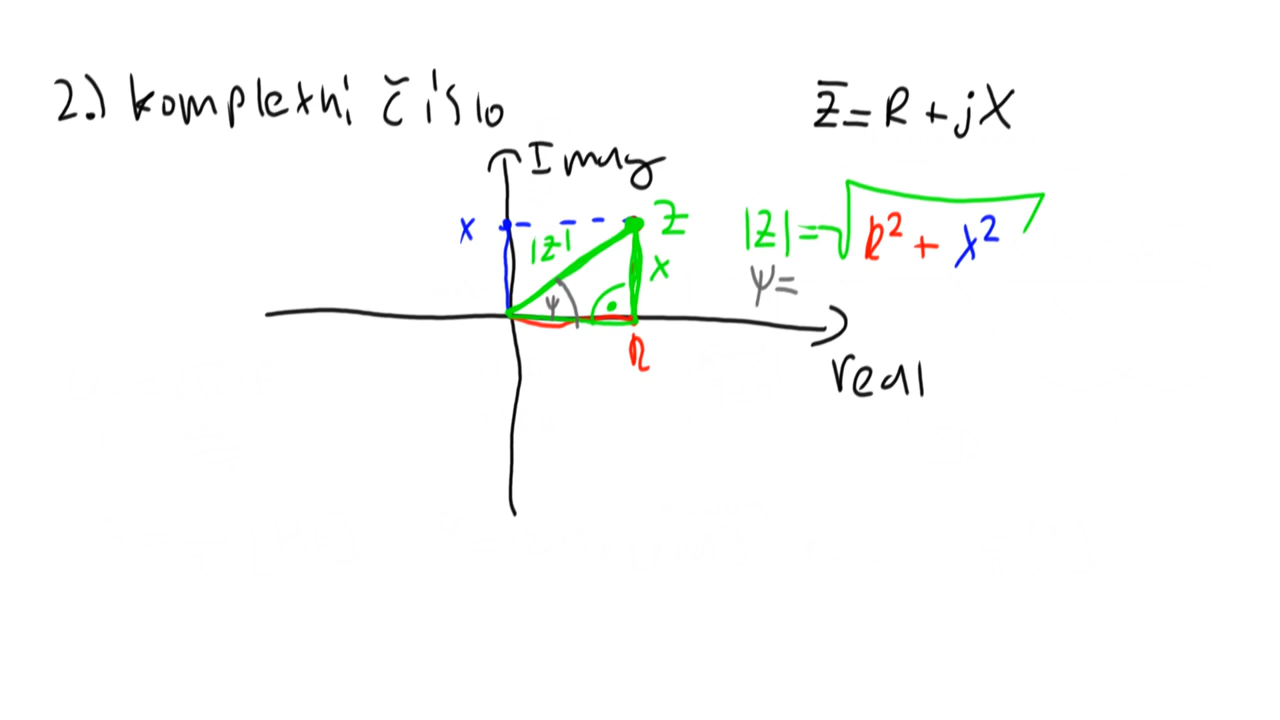 2.) komplexní číslo
Z̅ = R + jX
Imag
x
|Z|
Z
x
ψ
R
|Z| = √R² + X²
ψ =
real